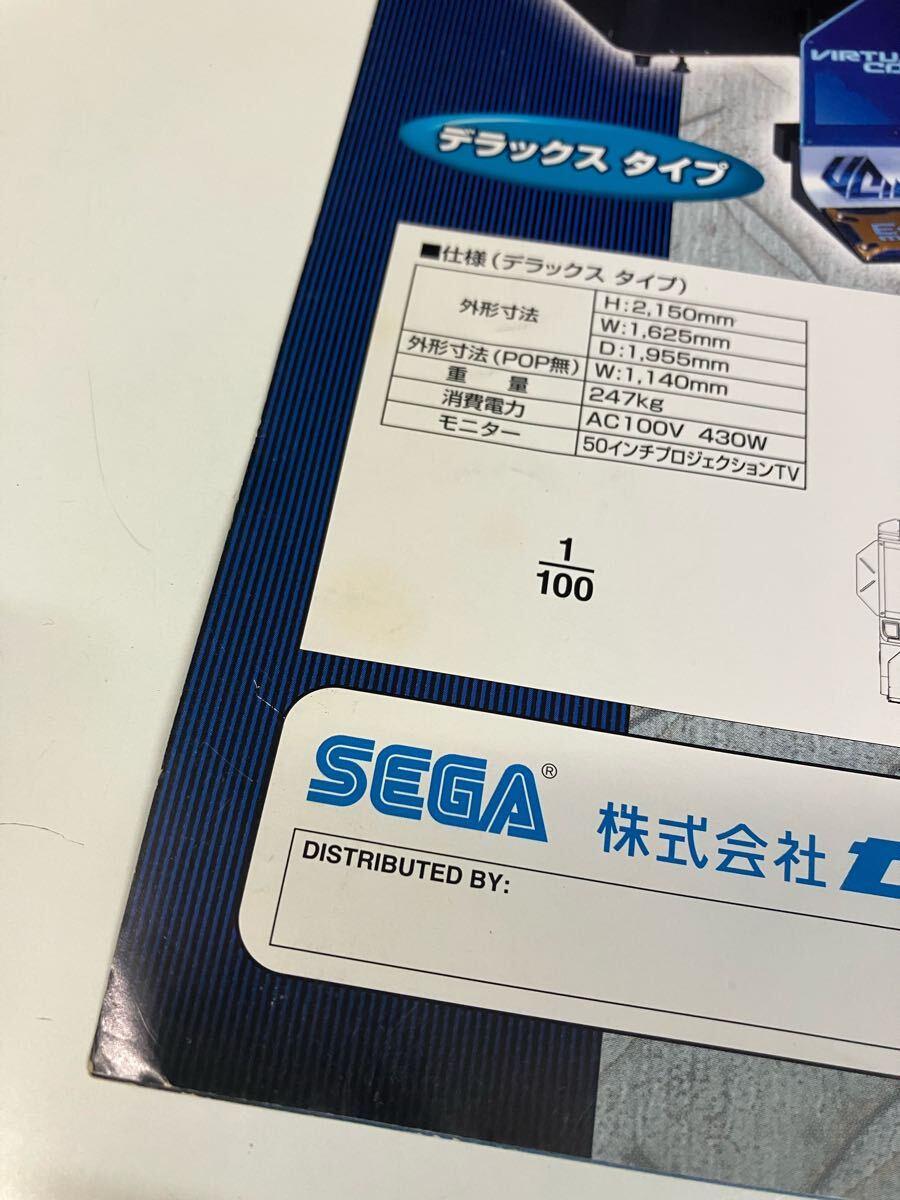 VIRTU
CO
デラックス タイプ
■仕様(デラックス タイプ)
外形寸法
H:2,150mm
W:1,625mm
D:1,955mm
外形寸法(POP無)
W:1,140mm
重 量
247kg
消費電力
AC100V 430W
モニター
50インチプロジェクションTV
1
100
SEGA®
株式会社
DISTRIBUTED BY: